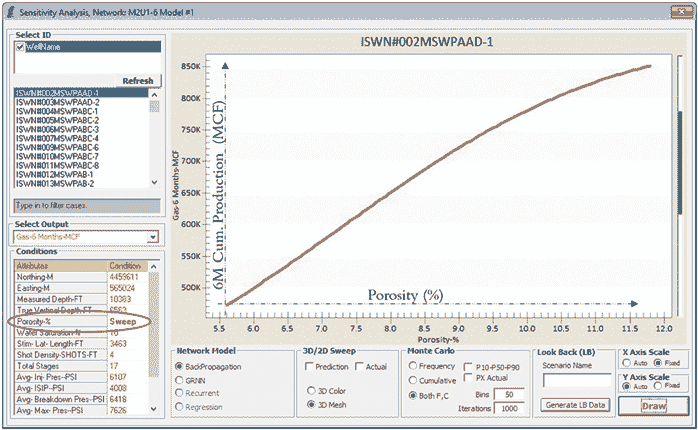 Sensitivity Analysis, Network: M2U1-6 Model #1
Select ID
WellName
Refresh
ISWN#002MSWPAAD-1
ISWN#003MSWPAAD-2
ISWN#004MSWPABC-1
ISWN#005MSWPABC-2
ISWN#006MSWPABC-3
ISWN#007MSWPABC-4
ISWN#009MSWPABC-6
ISWN#010MSWPABC-7
ISWN#011MSWPABC-8
ISWN#012MSWPAB-1
ISWN#013MSWPAB-2
Type in to filter cases.
Select Output
Gas-6 Months-MCF
Conditions
Attributes Condition
Northing-M 4459611
Easting-M 565024
Measured Depth-FT 10383
True Vertical Depth-FT 6563
Porosity-% Sweep
Water Saturation-% 16
Stim- Lat- Length-FT 3463
Shot Density-SHOTS-FT 4
Total Stages 17
Avg- Inj- Pres--PSI 6107
Avg- ISIP--PSI 4008
Avg- Breakdown Pres--PSI 6418
Avg- Max- Pres--PSI 7626
ISWN#002MSWPAAD-1
850K
800K
750K
700K
650K
600K
550K
500K
Gas-6 Months-MCF
6M Cum. Production (MCF)
Porosity (%)
5.5 6.0 6.5 7.0 7.5 8.0 8.5 9.0 9.5 10.0 10.5 11.0 11.5 12.0
Porosity-%
Network Model
BackPropagation
GRNN
Recurrent
Regression
3D/2D Sweep
Prediction Actual
3D Color
3D Mesh
Monte Carlo
Frequency P10-P50-P90
Cumulative PX Actual
Both F,C Bins 50
Iterations 1000
Look Back (LB)
Scenario Name
Generate LB Data
X Axis Scale
Auto Fixed
Y Axis Scale
Auto Fixed
Draw